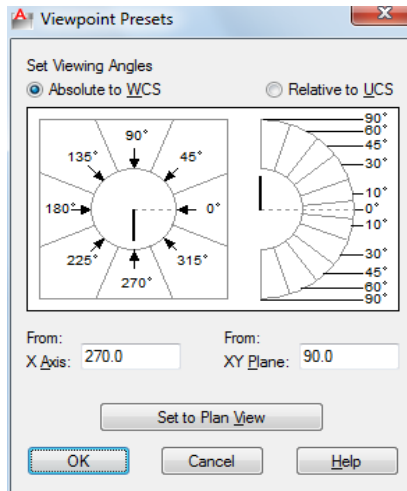 Viewpoint Presets
Set Viewing Angles
Absolute to WCS
Relative to UCS
90°
135°
45°
180°
0°
225°
315°
270°
90°
60°
45°
30°
10°
0°
10°
30°
45°
60°
90°
From:
X Axis: 270.0
From:
XY Plane: 90.0
Set to Plan View
OK
Cancel
Help